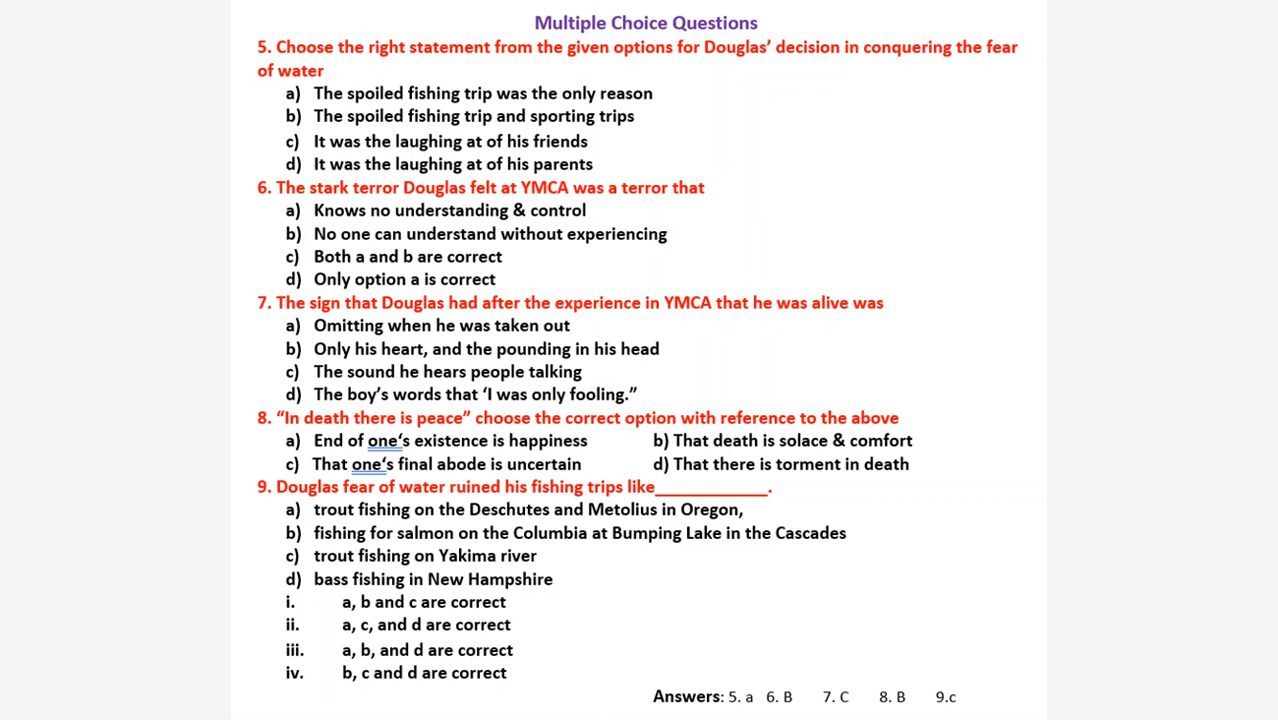 Multiple Choice Questions
5. Choose the right statement from the given options for Douglas’ decision in conquering the fear
of water
a) The spoiled fishing trip was the only reason
b) The spoiled fishing trip and sporting trips
c) It was the laughing at of his friends
d) It was the laughing at of his parents
6. The stark terror Douglas felt at YMCA was a terror that
a) Knows no understanding & control
b) No one can understand without experiencing
c) Both a and b are correct
d) Only option a is correct
7. The sign that Douglas had after the experience in YMCA that he was alive was
a) Omitting when he was taken out
b) Only his heart, and the pounding in his head
c) The sound he hears people talking
d) The boy’s words that ‘I was only fooling.”
8. “In death there is peace” choose the correct option with reference to the above
a) End of one‘s existence is happiness b) That death is solace & comfort
c) That one‘s final abode is uncertain d) That there is torment in death
9. Douglas fear of water ruined his fishing trips like____________.
a) trout fishing on the Deschutes and Metolius in Oregon,
b) fishing for salmon on the Columbia at Bumping Lake in the Cascades
c) trout fishing on Yakima river
d) bass fishing in New Hampshire
i. a, b and c are correct
ii. a, c, and d are correct
iii. a, b, and d are correct
iv. b, c and d are correct
Answers: 5. a 6. B 7. C 8. B 9.c